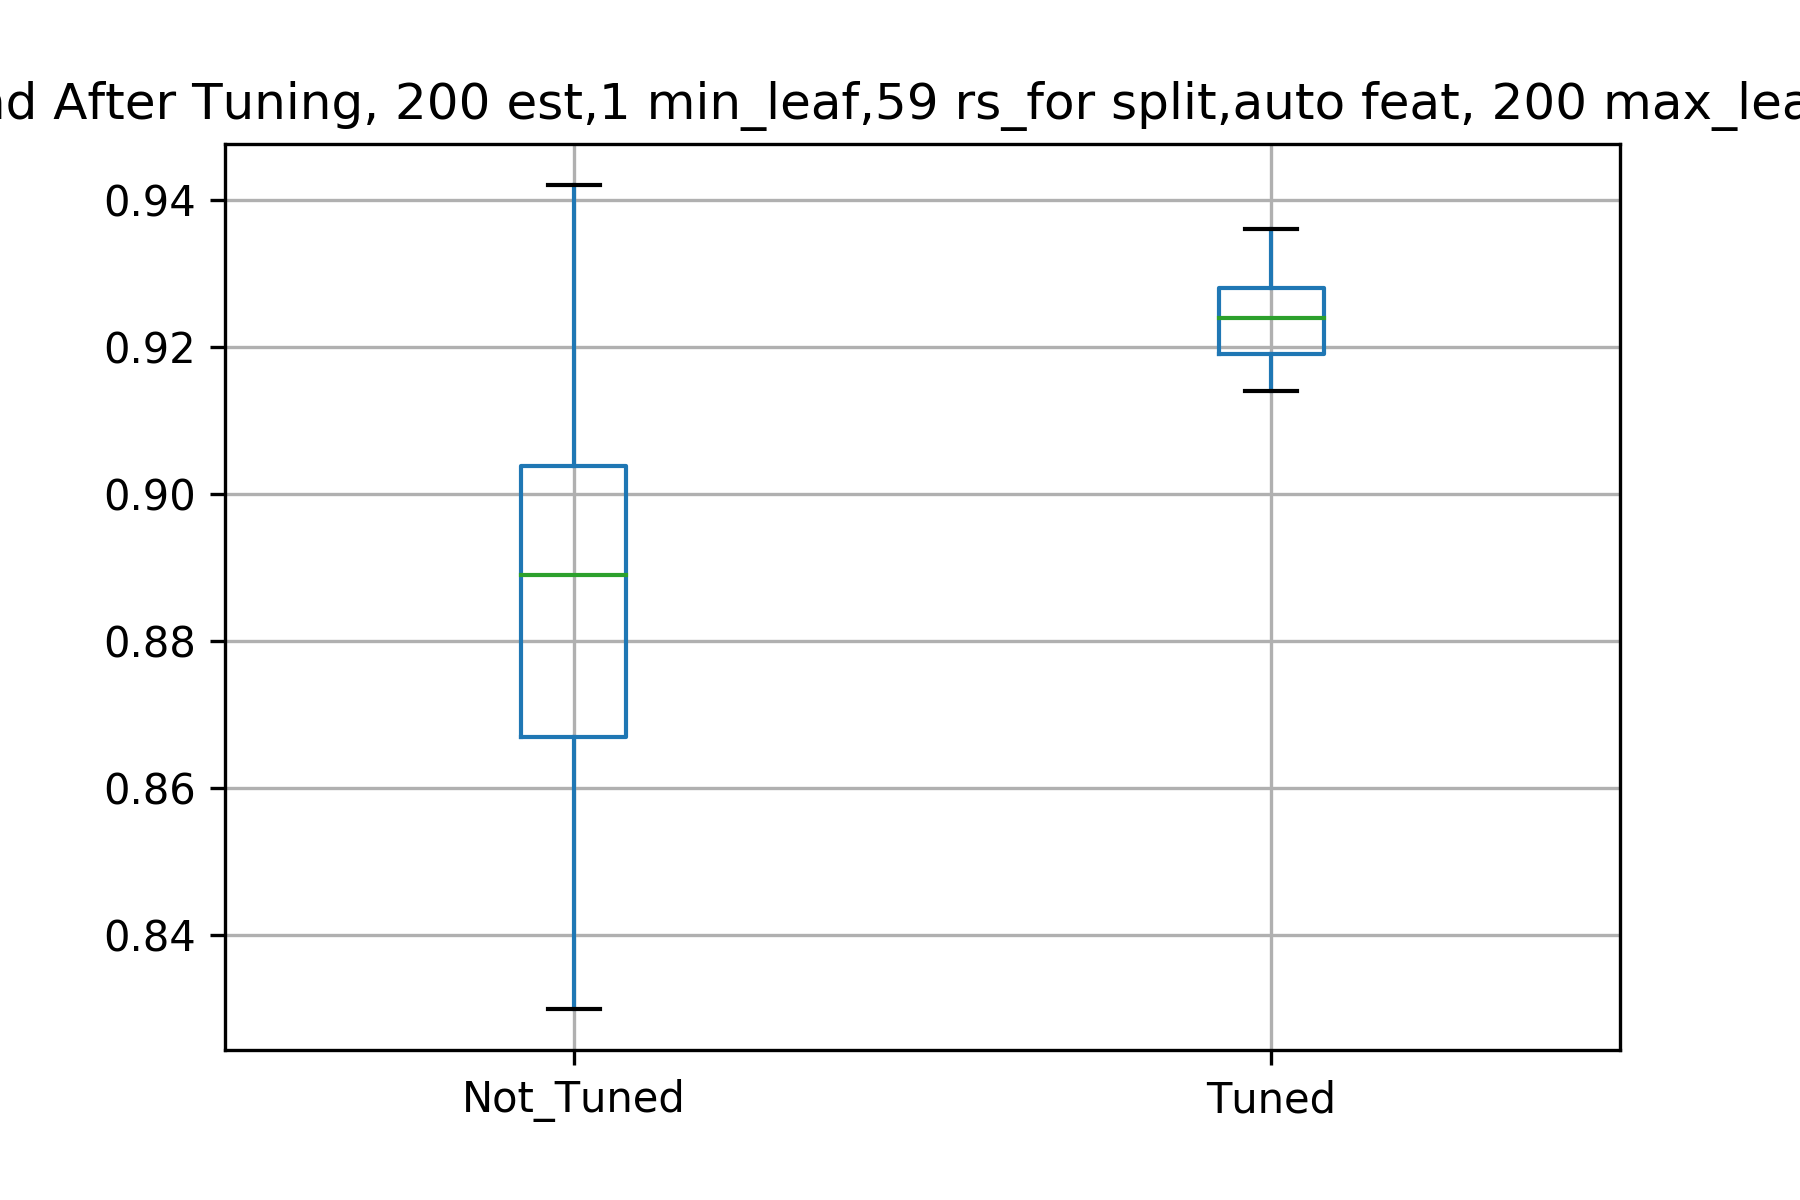 After Tuning, 200 est,1 min_leaf,59 rs_for split,auto feat, 200
0.94
0.92
0.90
0.88
0.86
0.84
Not_Tuned
Tuned